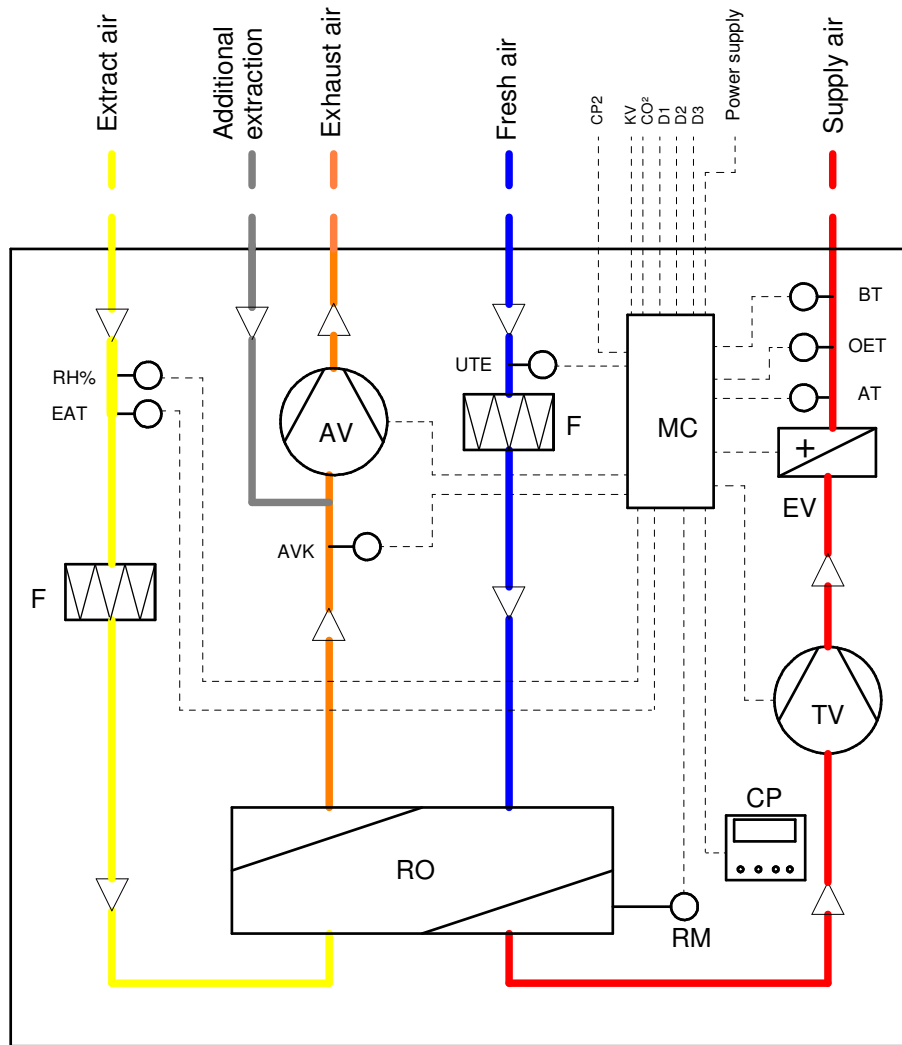 Extract air
Additional
extraction
Exhaust air
Fresh air
CP2
KV
CO²
D1
D2
D3
Power supply
Supply air
BT
RH%
UTE
OET
EAT
AV
F
MC
AT
+
EV
AVK
F
TV
CP
RO
RM